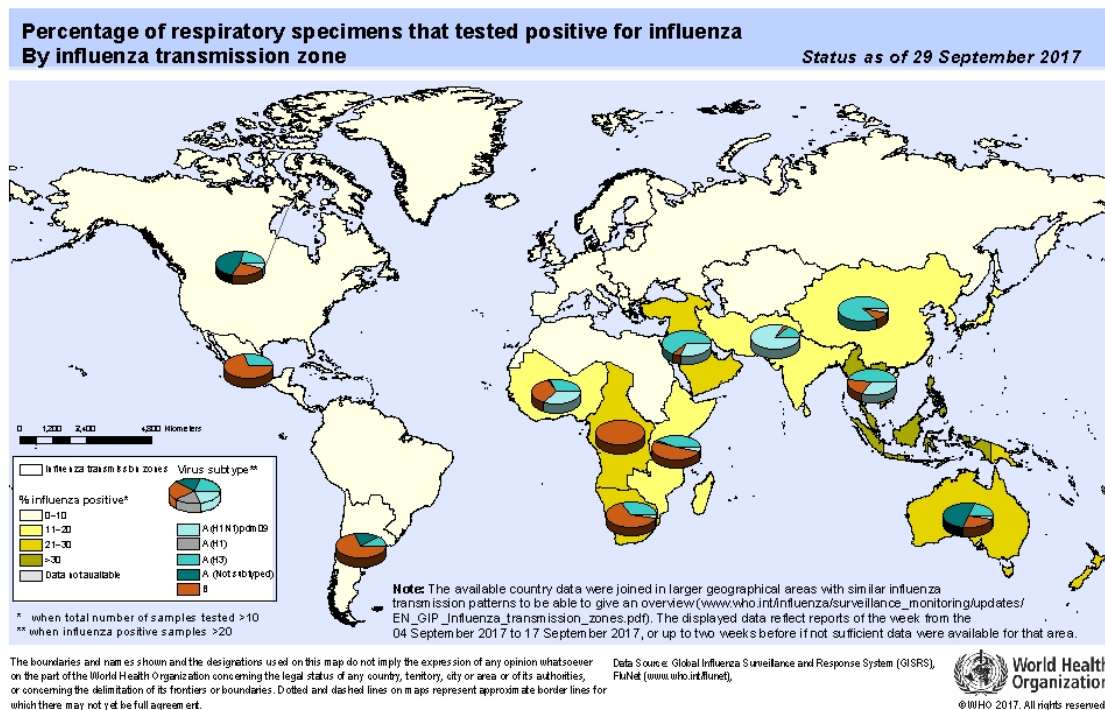 Percentage of respiratory specimens that tested positive for influenza
By influenza transmission zone
Status as of 29 September 2017
0 1,200 2,400 4,800 Kilometers
Influenza transmission zones
Virus subtype**
% influenza positive*
0-10
11-20
21-30
>30
Data not available
A(H1N1)pdm09
A(H1)
A(H3)
A (Not subtyped)
B
* when total number of samples tested >10
** when influenza positive samples >20
Note: The available country data were joined in larger geographical areas with similar influenza
transmission patterns to be able to give an overview (www.who.int/influenza/surveillance_monitoring/updates/
EN_GIP_Influenza_transmission_zones.pdf). The displayed data reflect reports of the week from the
04 September 2017 to 17 September 2017, or up to two weeks before if not sufficient data were available for that area.
The boundaries and names shown and the designations used on this map do not imply the expression of any opinion whatsoever
on the part of the World Health Organization concerning the legal status of any country, territory, city or area or of its authorities,
or concerning the delimitation of its frontiers or boundaries. Dotted and dashed lines on maps represent approximate border lines for
which there may not yet be full agreement.
Data Source: Global Influenza Surveillance and Response System (GISRS),
FluNet (www.who.int/flunet),
World Health
Organization
© WHO 2017. All rights reserved